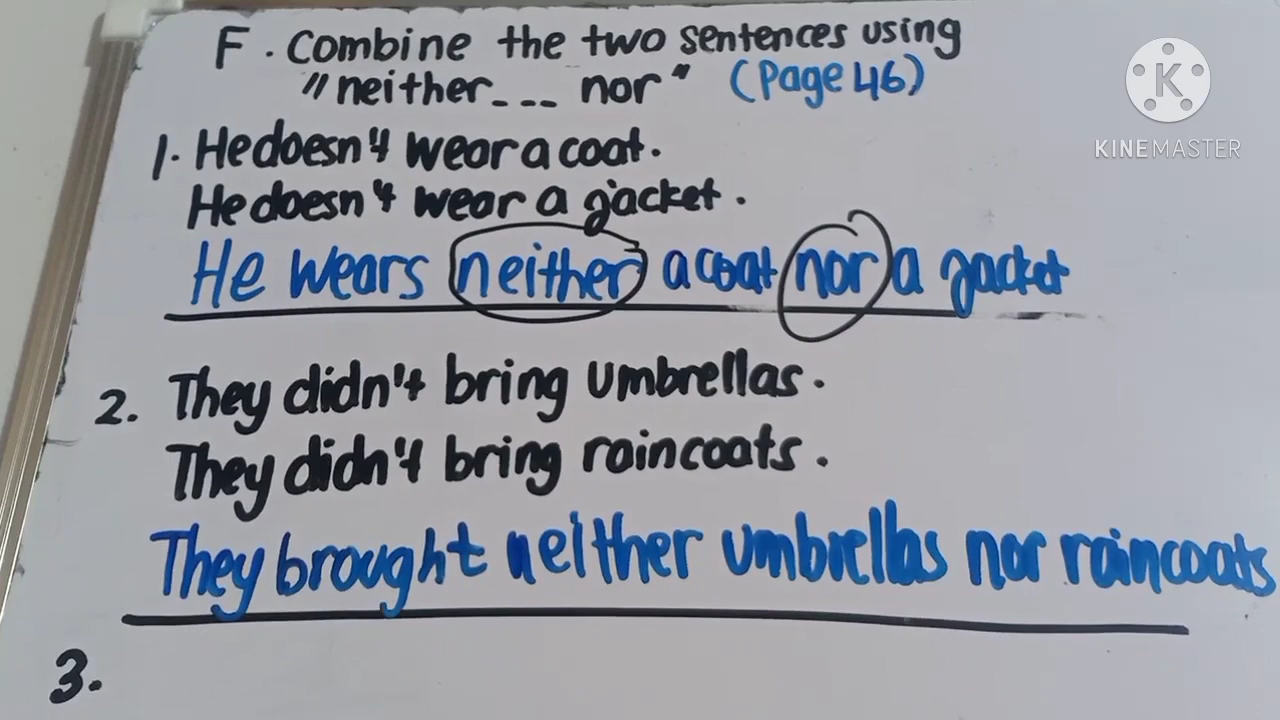 F. Combine the two sentences using
"neither___ nor" (Page 46)
K
KINEMASTER
1. He doesn't wear a coat.
He doesn't wear a jacket.
He wears neither a coat nor a jacket
2. They didn't bring umbrellas.
They didn't bring raincoats.
They brought neither umbrellas nor raincoats
3.